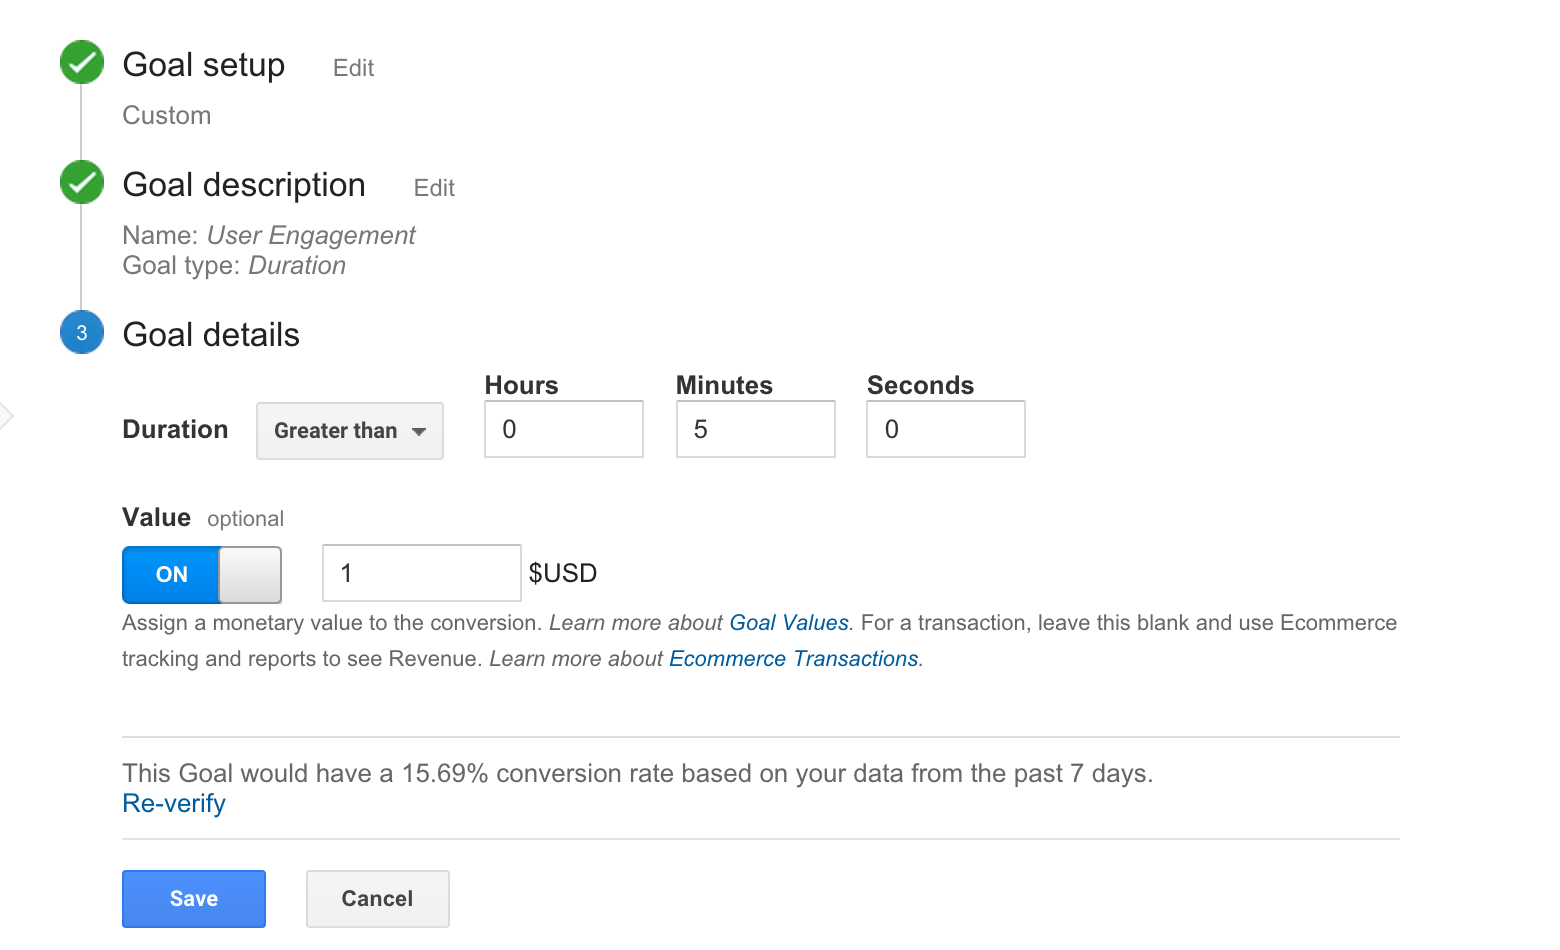 Goal setup Edit
Custom
Goal description Edit
Name: User Engagement
Goal type: Duration
3 Goal details
Hours Minutes Seconds
Duration Greater than 0 5 0
Value optional
ON 1 $USD
Assign a monetary value to the conversion. Learn more about Goal Values. For a transaction, leave this blank and use Ecommerce
tracking and reports to see Revenue. Learn more about Ecommerce Transactions.
This Goal would have a 15.69% conversion rate based on your data from the past 7 days.
Re-verify
Save Cancel